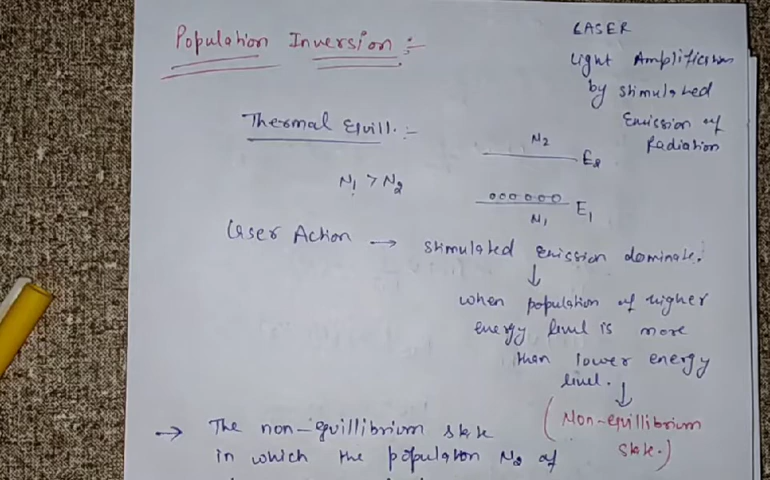 Population Inversion :-
LASER
Light Amplification
by stimulated
Emission of
Radiation
Thermal Equill. :-
N2
E2
N1 > N2
N1
E1
Laser Action → stimulated Emission dominate.
↓
when population of higher
energy level is more
then lower energy
level.
↓
(Non-equillibrium
state.)
→ The non-equillibrium state
in which the population N2 of